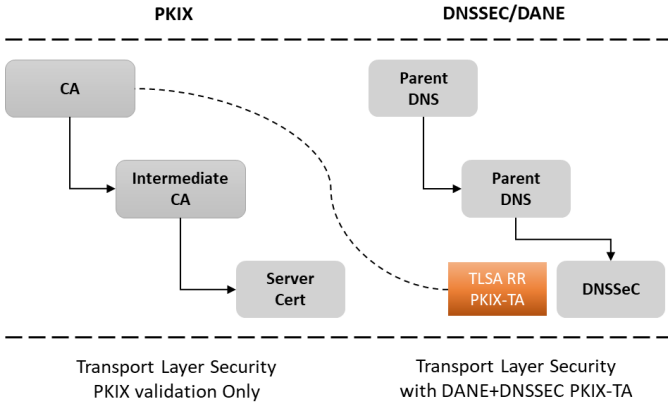 PKIX
DNSSEC/DANE
CA
Parent
DNS
Intermediate
CA
Parent
DNS
Server
Cert
TLSA RR
PKIX-TA
DNSSeC
Transport Layer Security
PKIX validation Only
Transport Layer Security
with DANE+DNSSEC PKIX-TA